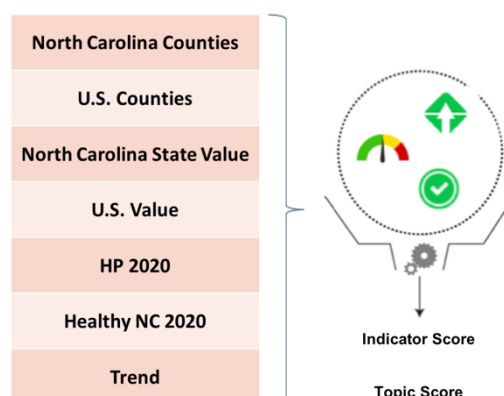 North Carolina Counties
U.S. Counties
North Carolina State Value
U.S. Value
HP 2020
Healthy NC 2020
Trend
Indicator Score
Topic Score